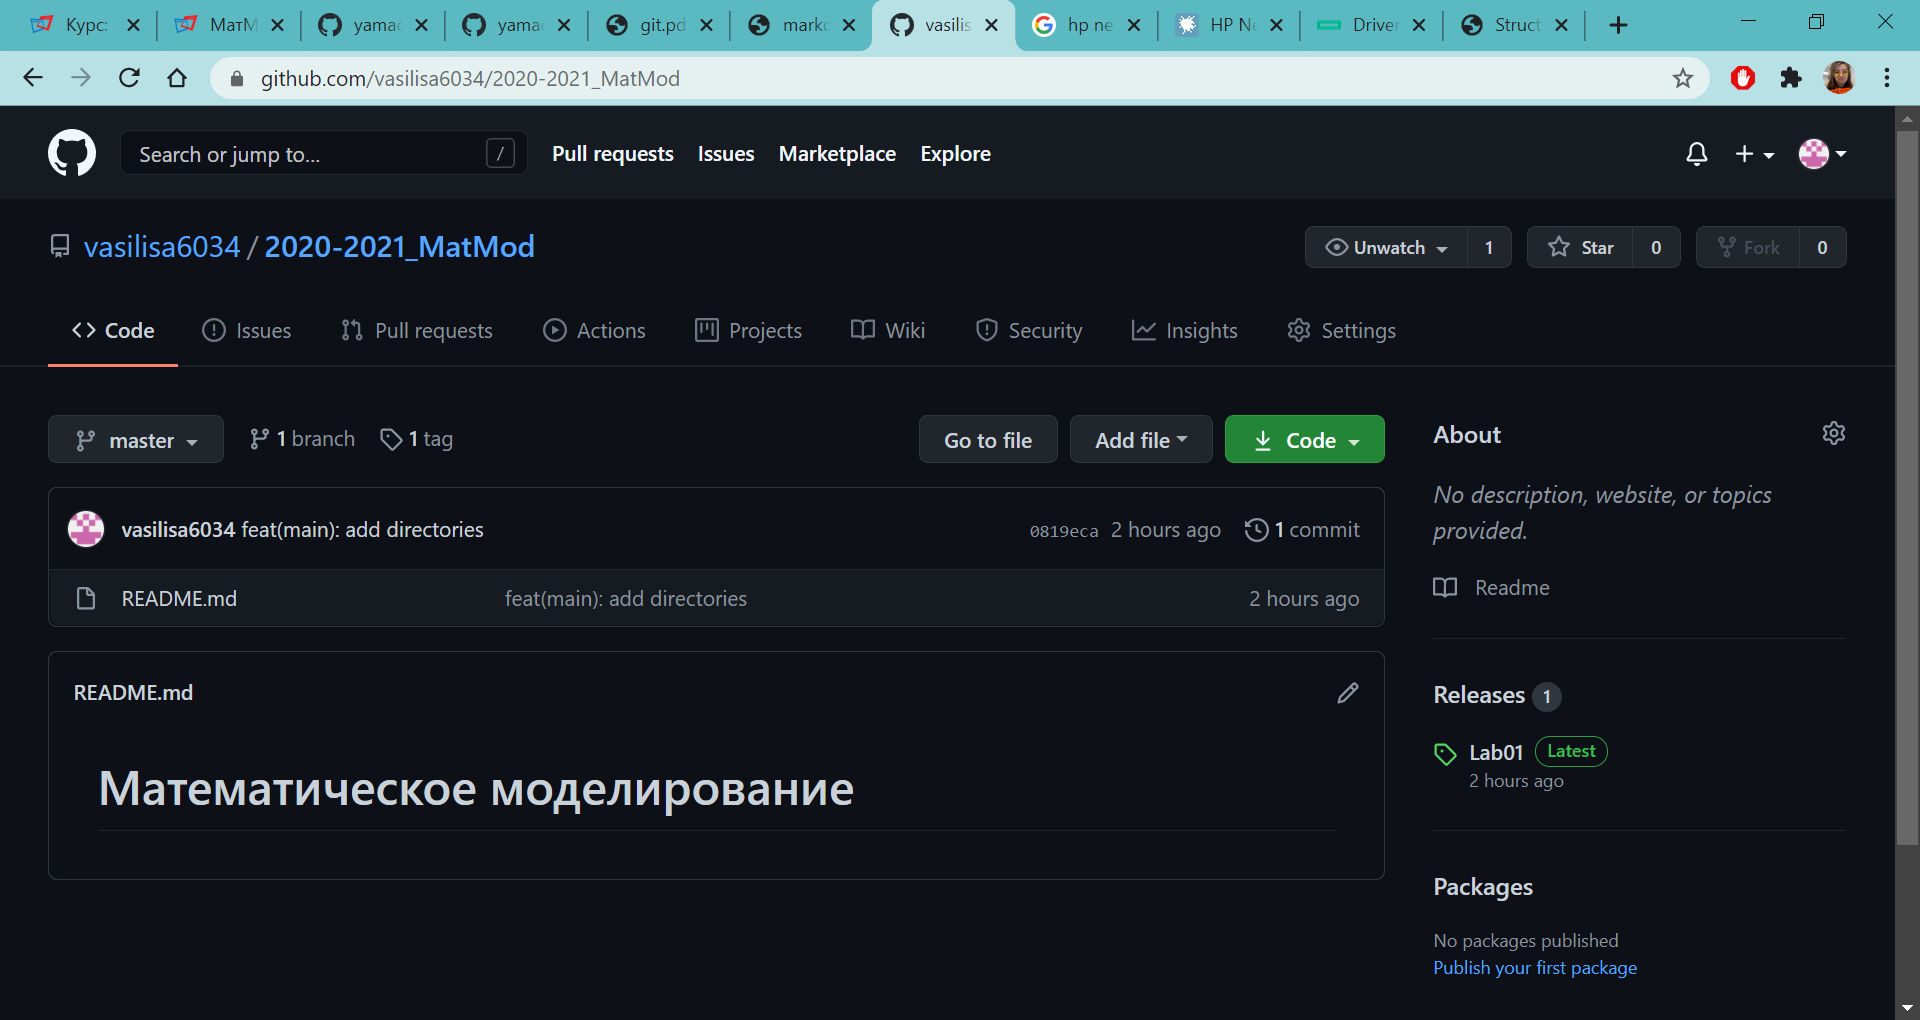 Курс:
МатМ
yamac
yamac
git.pd
markd
vasilis
hp ne
HP Ne
Driver
Struct
github.com/vasilisa6034/2020-2021_MatMod
Search or jump to...
/
Pull requests
Issues
Marketplace
Explore
vasilisa6034 / 2020-2021_MatMod
Unwatch 1
Star 0
Fork 0
Code
Issues
Pull requests
Actions
Projects
Wiki
Security
Insights
Settings
master
1 branch
1 tag
Go to file
Add file
Code
vasilisa6034 feat(main): add directories
0819eca 2 hours ago
1 commit
README.md
feat(main): add directories
2 hours ago
README.md
Математическое моделирование
About
No description, website, or topics
provided.
Readme
Releases 1
Lab01 Latest
2 hours ago
Packages
No packages published
Publish your first package